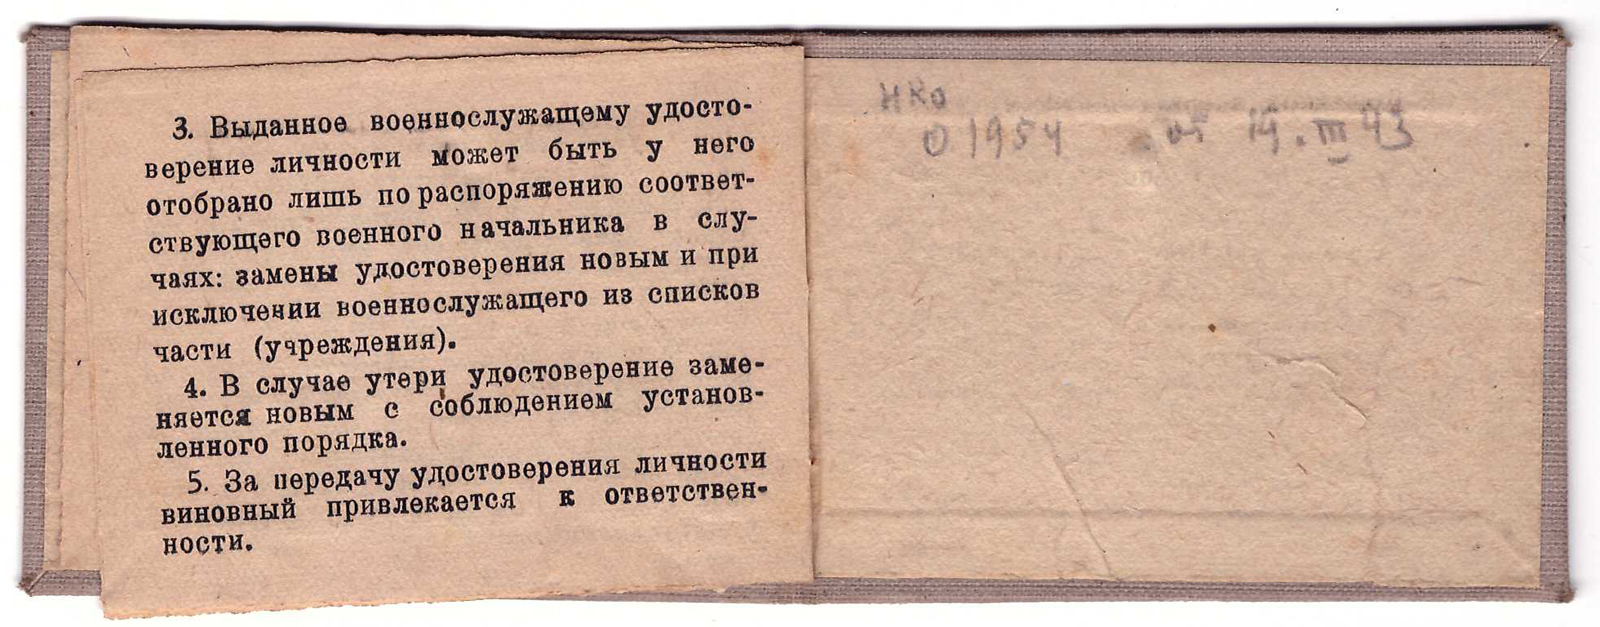 3. Выданное военнослужащему удосто-
верение личности может быть у него
отобрано лишь по распоряжению соответ-
ствующего военного начальника в слу-
чаях: замены удостоверения новым и при
исключении военнослужащего из списков
части (учреждения).
4. В случае утери удостоверение заме-
няется новым с соблюдением установ-
ленного порядка.
5. За передачу удостоверения личности
виновный привлекается к ответствен-
ности.
НКО
01954 от 19.III 43